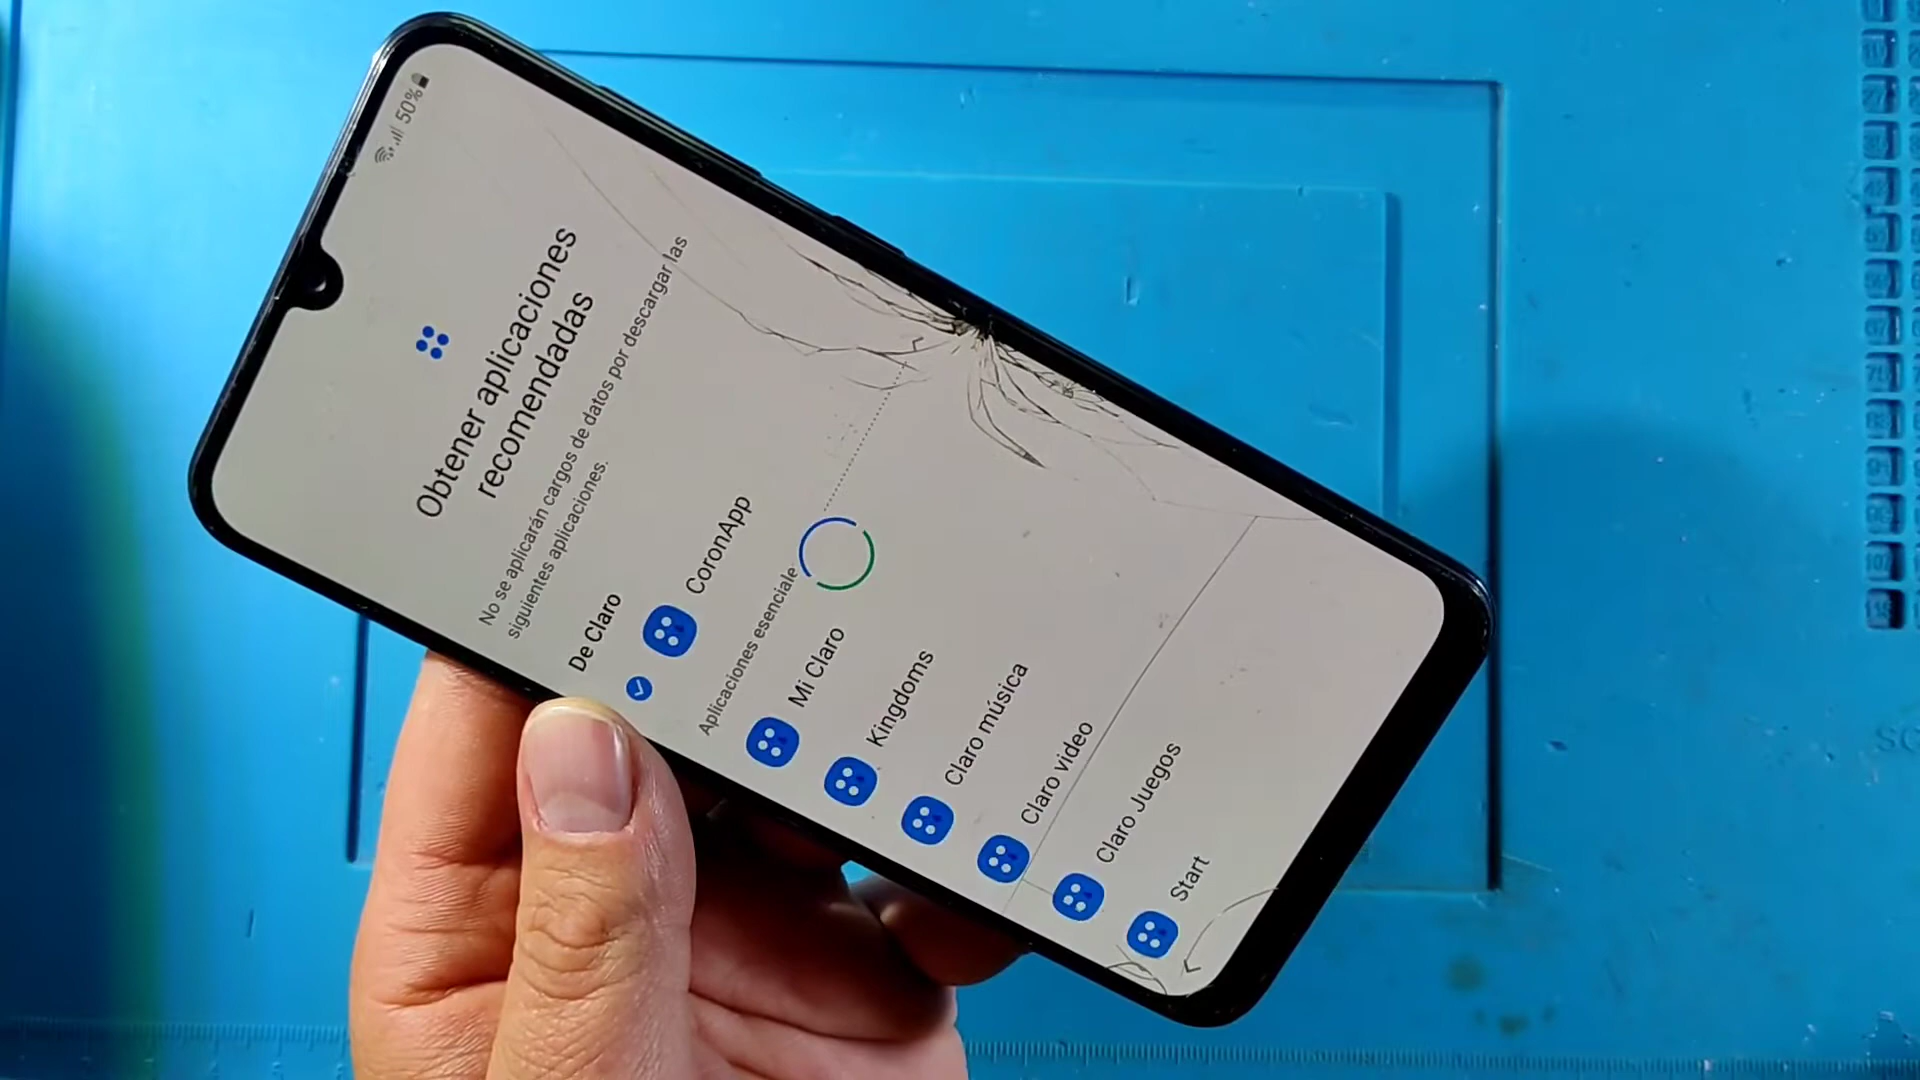 50%
Obtener aplicaciones
recomendadas
No se aplicarán cargos de datos por descargar las
siguientes aplicaciones.
De Claro
CoronApp
Aplicaciones esenciale
Mi Claro
Kingdoms
Claro música
Claro video
Claro Juegos
Start